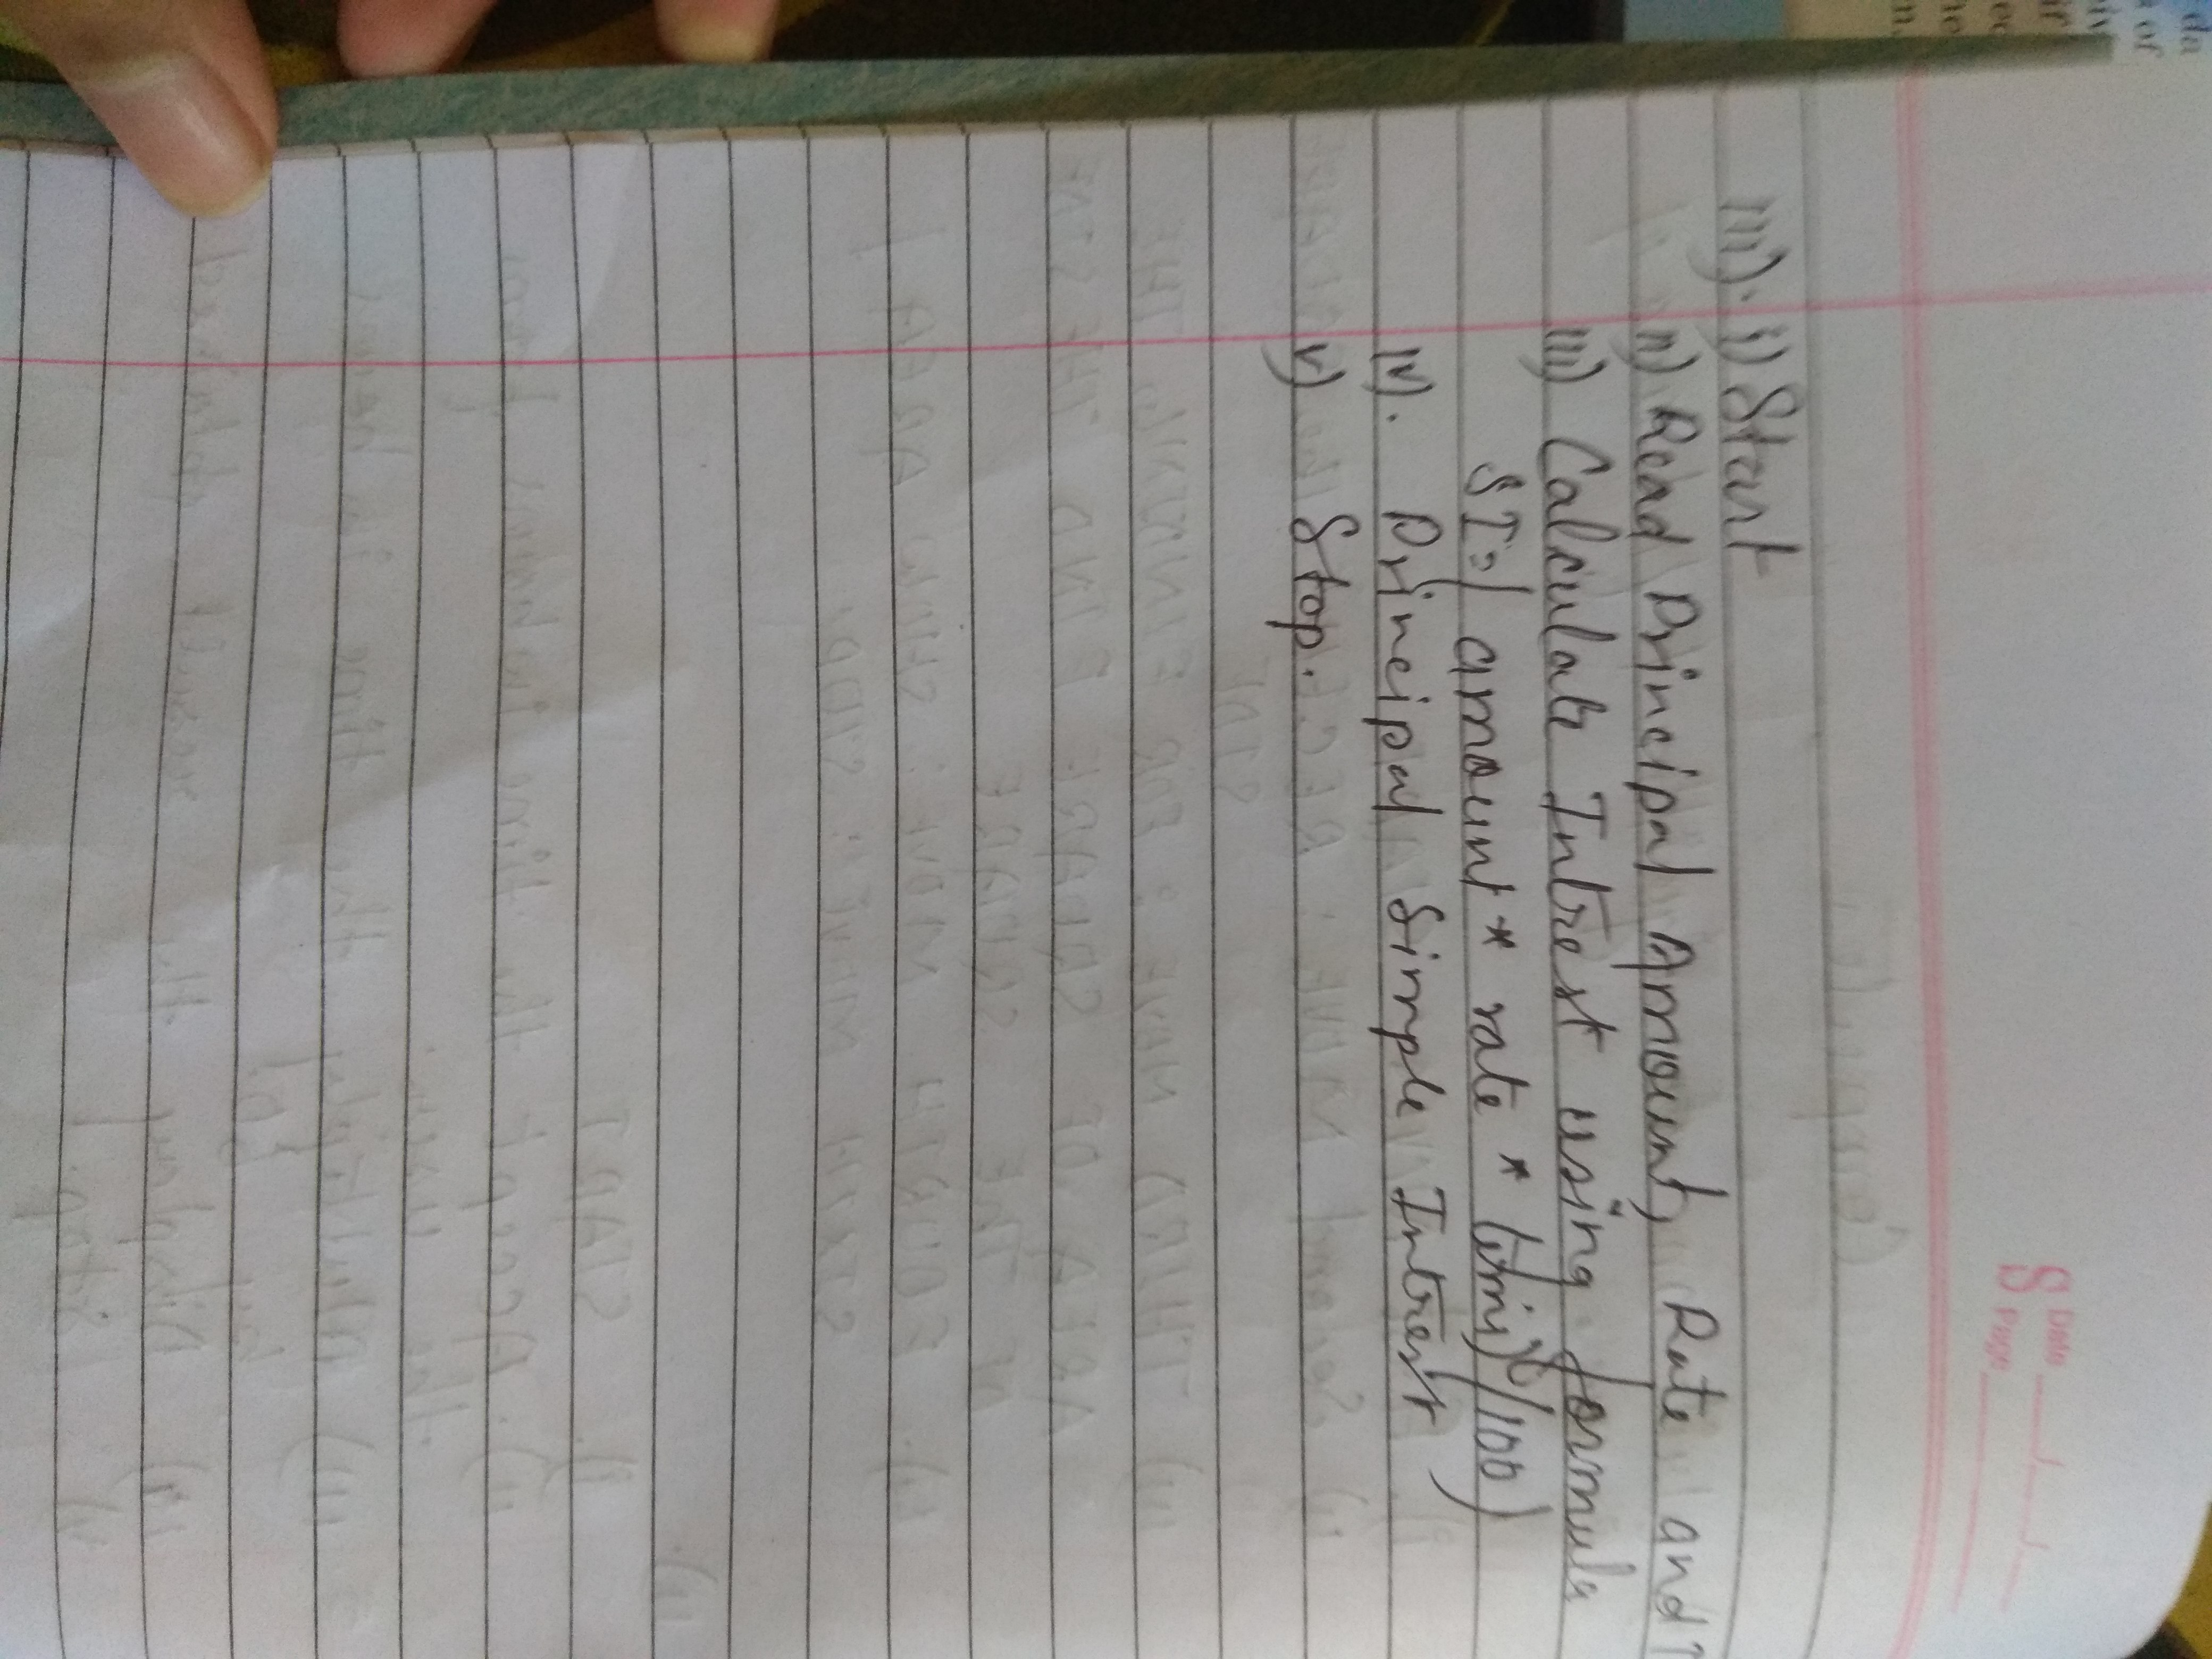 Date
Page
III). i) Start
ii) Read Principal Amount, Rate and T
iii) Calculate Intrest using formula
SI=( amount * rate * time)/100)
iv). Principal Simple Intrest
v) Stop.